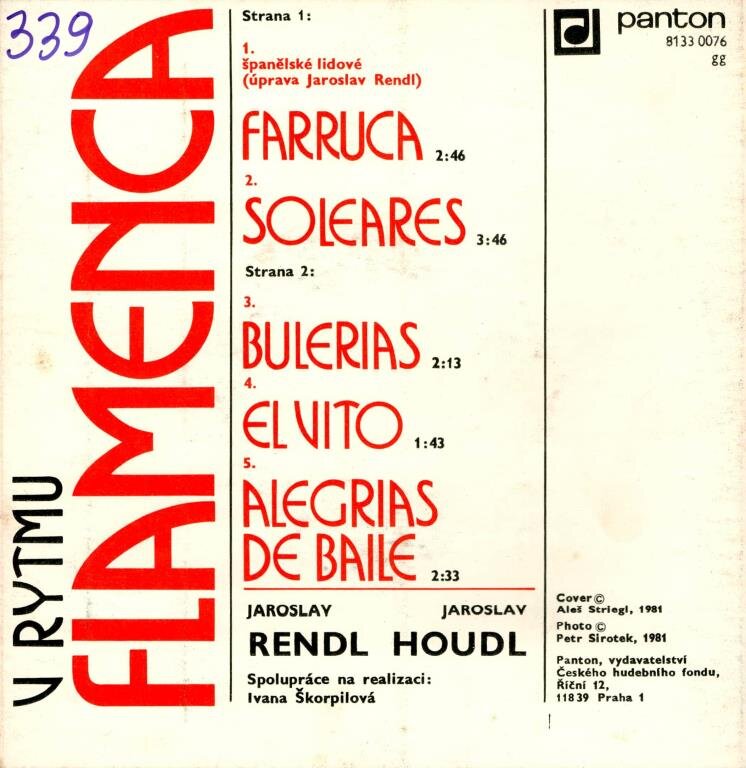 339
V RYTMU
FLAMENCA
Strana 1:
1.
španělské lidové
(úprava Jaroslav Rendl)
FARRUCA 2:46
2.
SOLEARES 3:46
Strana 2:
3.
BULERIAS 2:13
4.
EL VITO 1:43
5.
ALEGRIAS
DE BAILE 2:33
JAROSLAV JAROSLAV
RENDL HOUDL
Spolupráce na realizaci:
Ivana Škorpilová
panton
8133 0076
gg
Cover ©
Aleš Striegl, 1981
Photo ©
Petr Sirotek, 1981
Panton, vydavatelství
Českého hudebního fondu,
Říční 12,
118 39 Praha 1